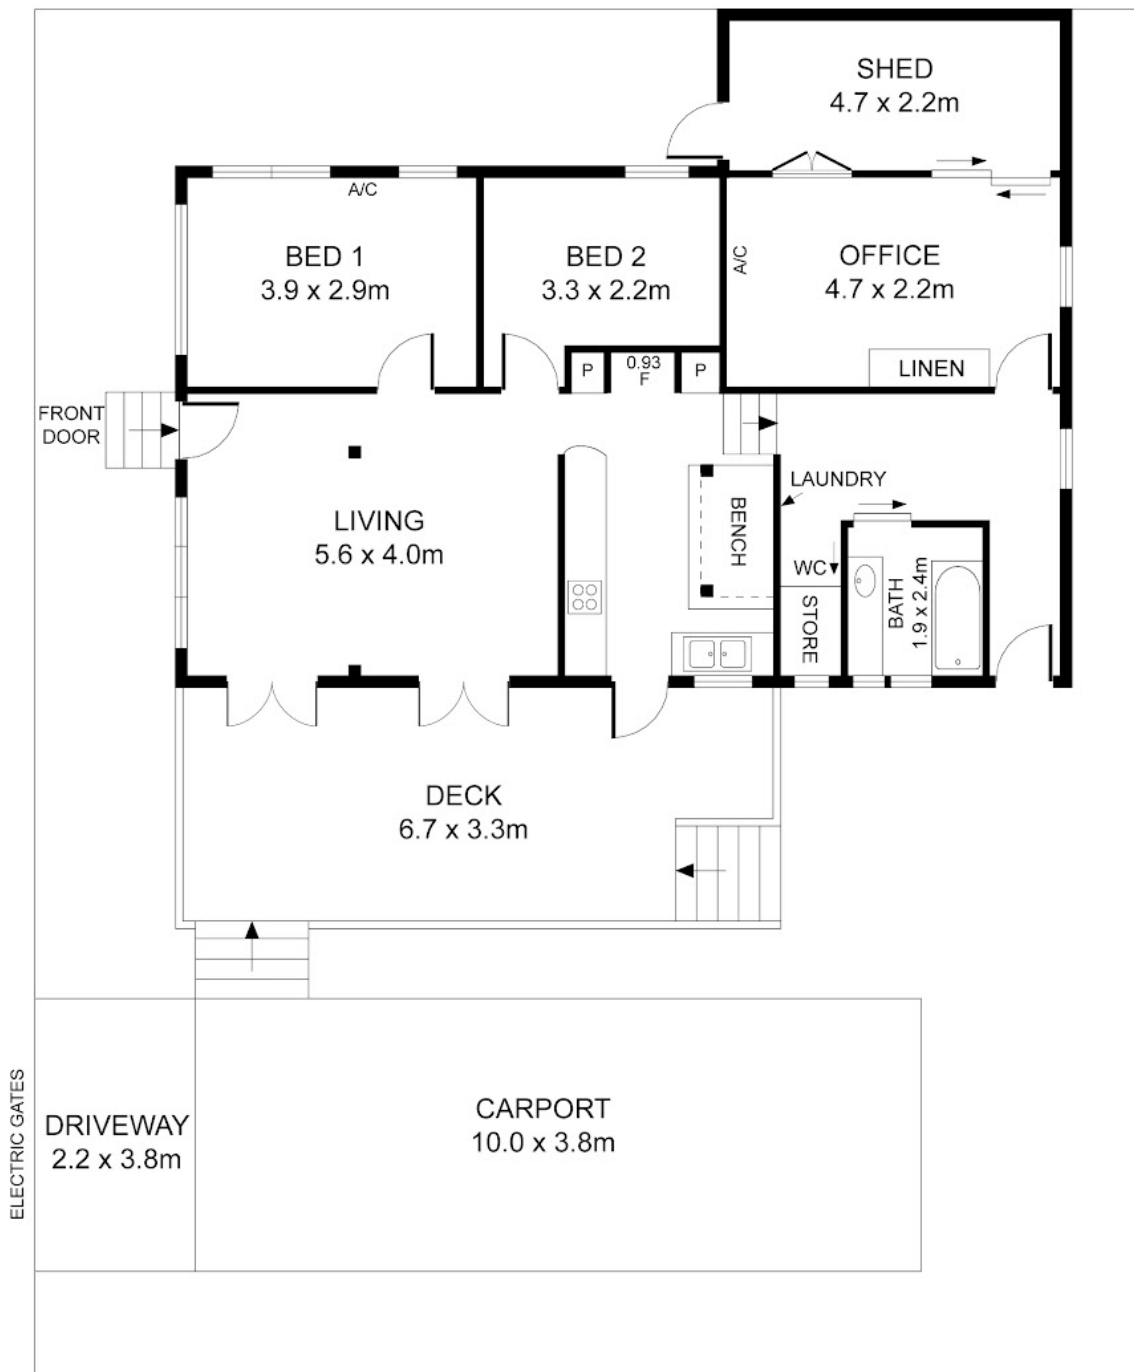 SHED
4.7 x 2.2m
A/C
BED 1
3.9 x 2.9m
BED 2
3.3 x 2.2m
A/C
OFFICE
4.7 x 2.2m
P
0.93
F
P
LINEN
FRONT
DOOR
LIVING
5.6 x 4.0m
BENCH
LAUNDRY
WC
STORE
BATH
1.9 x 2.4m
DECK
6.7 x 3.3m
ELECTRIC GATES
DRIVEWAY
2.2 x 3.8m
CARPORT
10.0 x 3.8m